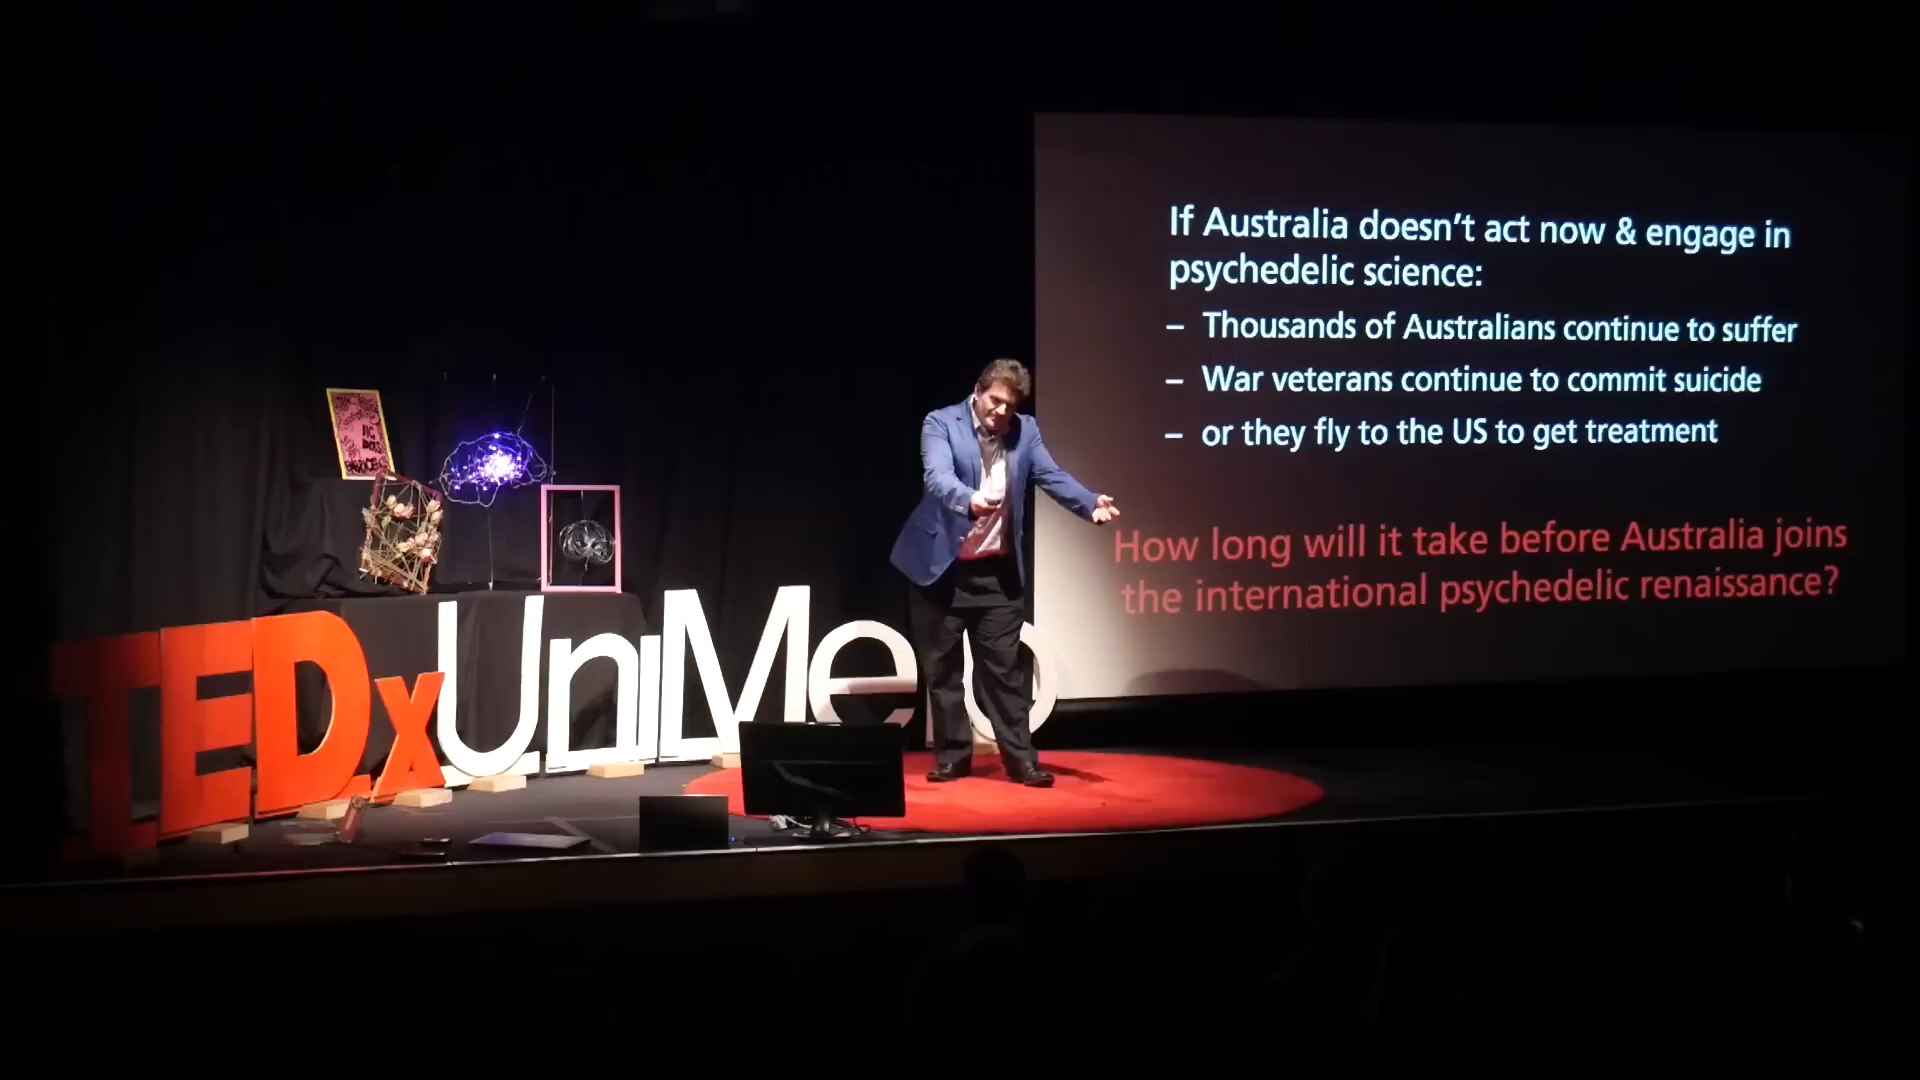 If Australia doesn't act now & engage in
psychedelic science:
– Thousands of Australians continue to suffer
– War veterans continue to commit suicide
– or they fly to the US to get treatment
How long will it take before Australia joins
the international psychedelic renaissance?
TEDxUniMelb